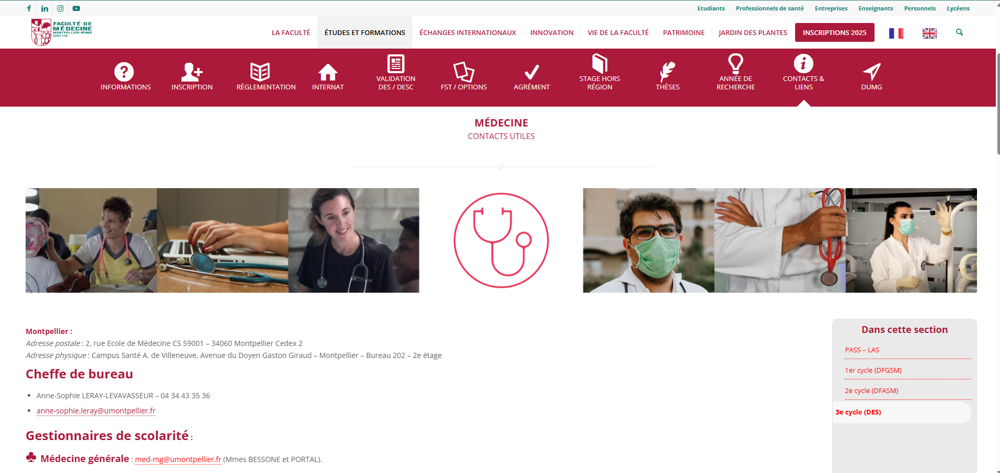 Etudiants
Professionnels de santé
Entreprises
Enseignants
Personnels
Lycéens
FACULTÉ DE
MÉDECINE
MONTPELLIER-NÎMES
DEPUIS 1220
LA FACULTÉ
ÉTUDES ET FORMATIONS
ÉCHANGES INTERNATIONAUX
INNOVATION
VIE DE LA FACULTÉ
PATRIMOINE
JARDIN DES PLANTES
INSCRIPTIONS 2025
INFORMATIONS
INSCRIPTION
RÈGLEMENTATION
INTERNAT
VALIDATION
DES / DESC
FST / OPTIONS
AGRÉMENT
STAGE HORS
RÉGION
THÈSES
ANNÉE DE
RECHERCHE
CONTACTS &
LIENS
DUMG
MÉDECINE
CONTACTS UTILES
Montpellier :
Adresse postale : 2, rue Ecole de Médecine CS 59001 – 34060 Montpellier Cedex 2
Adresse physique : Campus Santé A. de Villeneuve, Avenue du Doyen Gaston Giraud – Montpellier – Bureau 202 – 2e étage
Cheffe de bureau
• Anne-Sophie LERAY-LEVAVASSEUR – 04 34 43 35 36
• anne-sophie.leray@umontpellier.fr
Gestionnaires de scolarité :
♣ Médecine générale : med-mg@umontpellier.fr (Mmes BESSONE et PORTAL).
Dans cette section
PASS – LAS
1er cycle (DFGSM)
2e cycle (DFASM)
3e cycle (DES)